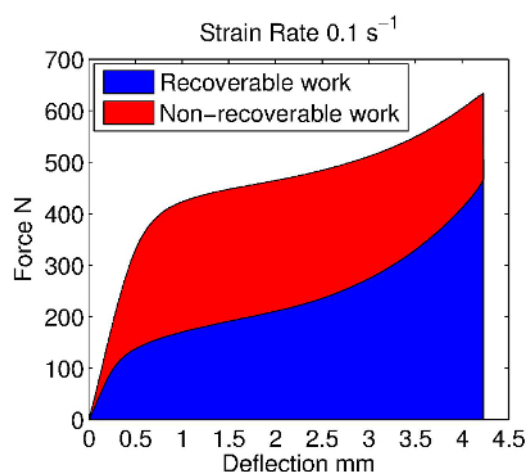 Strain Rate 0.1 s⁻¹
Recoverable work
Non-recoverable work
Force N
700
600
500
400
300
200
100
0
0 0.5 1 1.5 2 2.5 3 3.5 4 4.5
Deflection mm